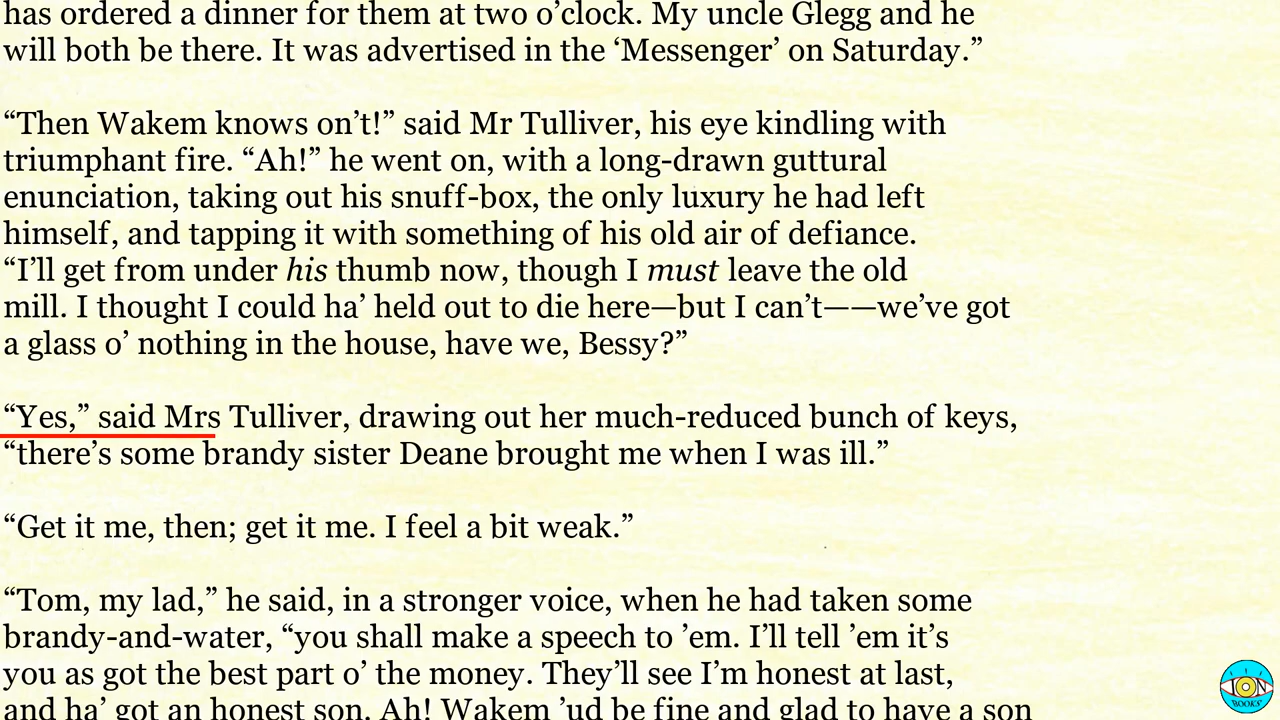 has ordered a dinner for them at two o’clock. My uncle Glegg and he
will both be there. It was advertised in the ‘Messenger’ on Saturday.”
“Then Wakem knows on’t!” said Mr Tulliver, his eye kindling with
triumphant fire. “Ah!” he went on, with a long-drawn guttural
enunciation, taking out his snuff-box, the only luxury he had left
himself, and tapping it with something of his old air of defiance.
“I’ll get from under his thumb now, though I must leave the old
mill. I thought I could ha’ held out to die here—but I can’t——we’ve got
a glass o’ nothing in the house, have we, Bessy?”
“Yes,” said Mrs Tulliver, drawing out her much-reduced bunch of keys,
“there’s some brandy sister Deane brought me when I was ill.”
“Get it me, then; get it me. I feel a bit weak.”
“Tom, my lad,” he said, in a stronger voice, when he had taken some
brandy-and-water, “you shall make a speech to ’em. I’ll tell ’em it’s
you as got the best part o’ the money. They’ll see I’m honest at last,
and ha’ got an honest son. Ah! Wakem ’ud be fine and glad to have a son
ION
BOOKS